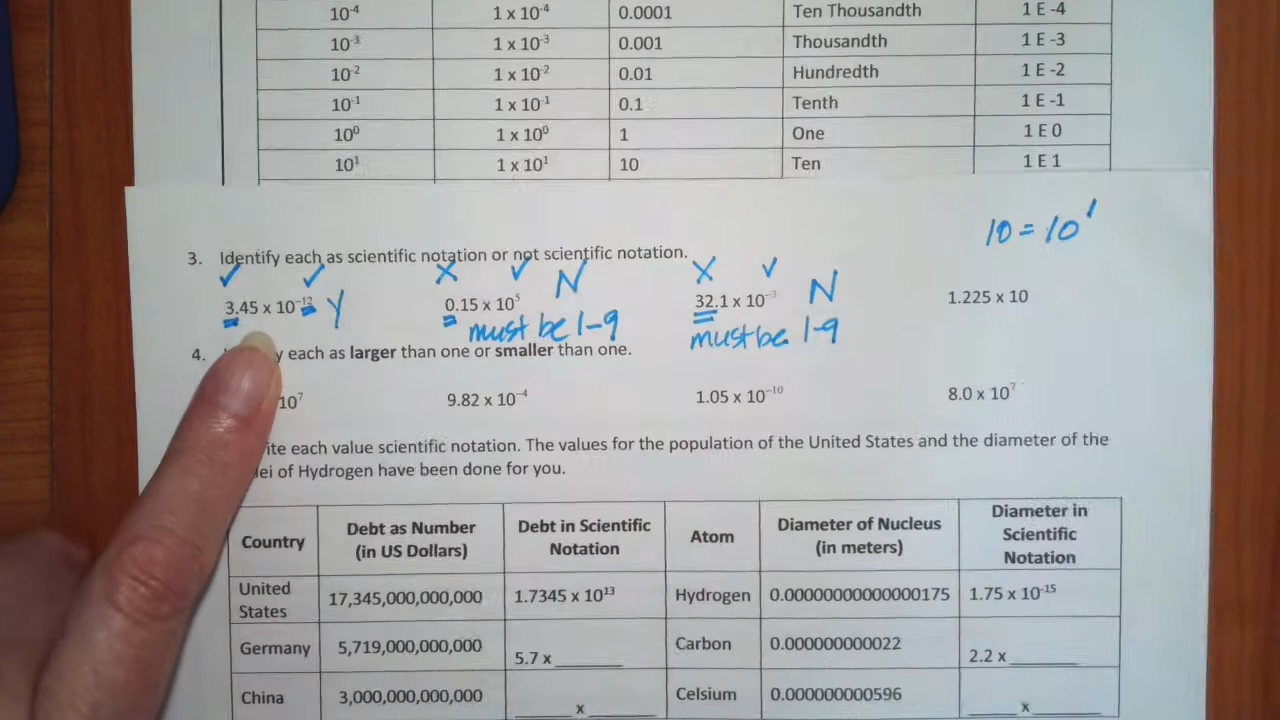 10⁻⁴ 1 x 10⁻⁴ 0.0001 Ten Thousandth 1 E -4
10⁻³ 1 x 10⁻³ 0.001 Thousandth 1 E -3
10⁻² 1 x 10⁻² 0.01 Hundredth 1 E -2
10⁻¹ 1 x 10⁻¹ 0.1 Tenth 1 E -1
10⁰ 1 x 10⁰ 1 One 1 E 0
10¹ 1 x 10¹ 10 Ten 1 E 1
10 = 10¹
3. Identify each as scientific notation or not scientific notation.
✓ ✓ X ✓ N X ✓ N
3.45 x 10⁻¹² Y 0.15 x 10⁵ 32.1 x 10⁻³ 1.225 x 10
must be 1-9 must be 1-9
4. each as larger than one or smaller than one.
10⁷ 9.82 x 10⁻⁴ 1.05 x 10⁻¹⁰ 8.0 x 10⁷
each value scientific notation. The values for the population of the United States and the diameter of the
of Hydrogen have been done for you.
Country Debt as Number (in US Dollars) Debt in Scientific Notation Atom Diameter of Nucleus (in meters) Diameter in Scientific Notation
United States 17,345,000,000,000 1.7345 x 10¹³ Hydrogen 0.00000000000000175 1.75 x 10⁻¹⁵
Germany 5,719,000,000,000 5.7 x ______ Carbon 0.000000000022 2.2 x ______
China 3,000,000,000,000 _____ x ______ Celsium 0.000000000596 _____ x ______